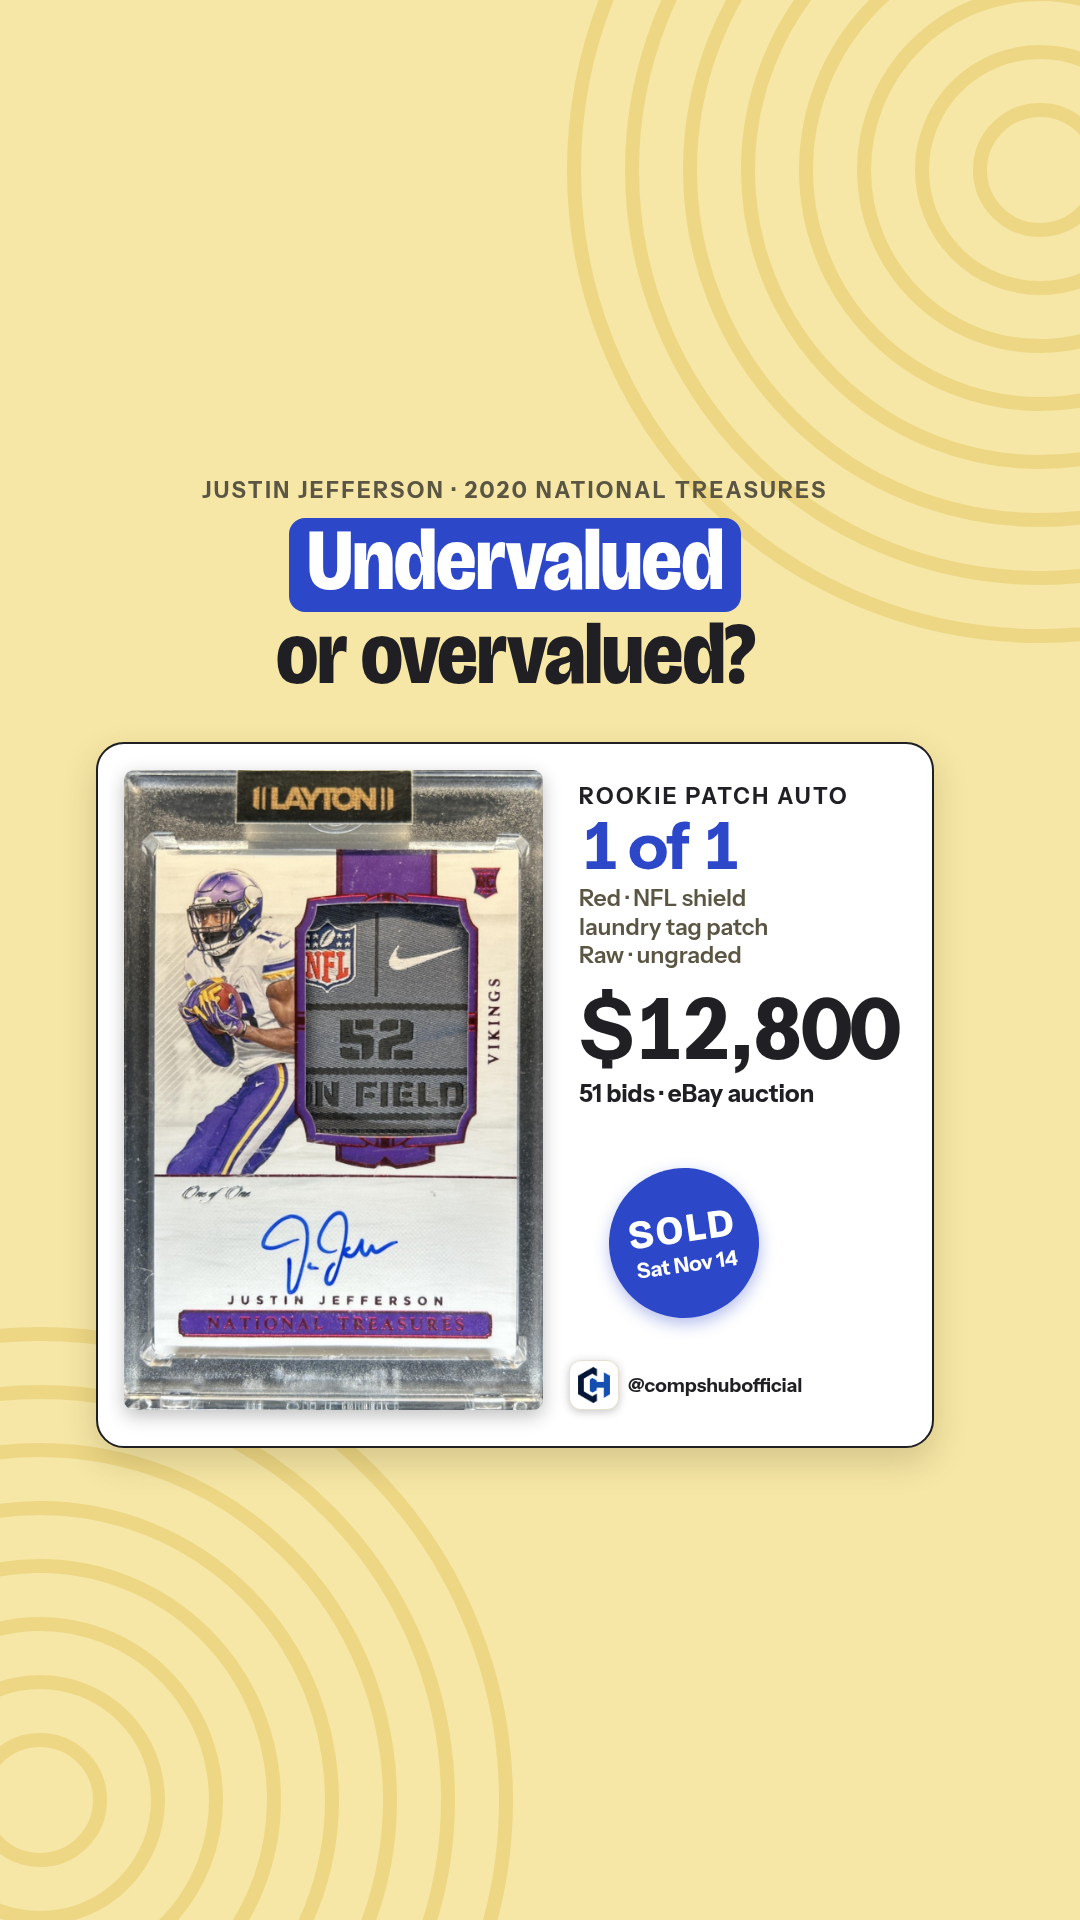 JUSTIN JEFFERSON · 2020 NATIONAL TREASURES
Undervalued
or overvalued?
LAYTON
RC
NFL
52
ON FIELD
VIKINGS
One of One
JUSTIN JEFFERSON
NATIONAL TREASURES
ROOKIE PATCH AUTO
1 of 1
Red · NFL shield
laundry tag patch
Raw · ungraded
$12,800
51 bids · eBay auction
SOLD
Sat Nov 14
@compshubofficial